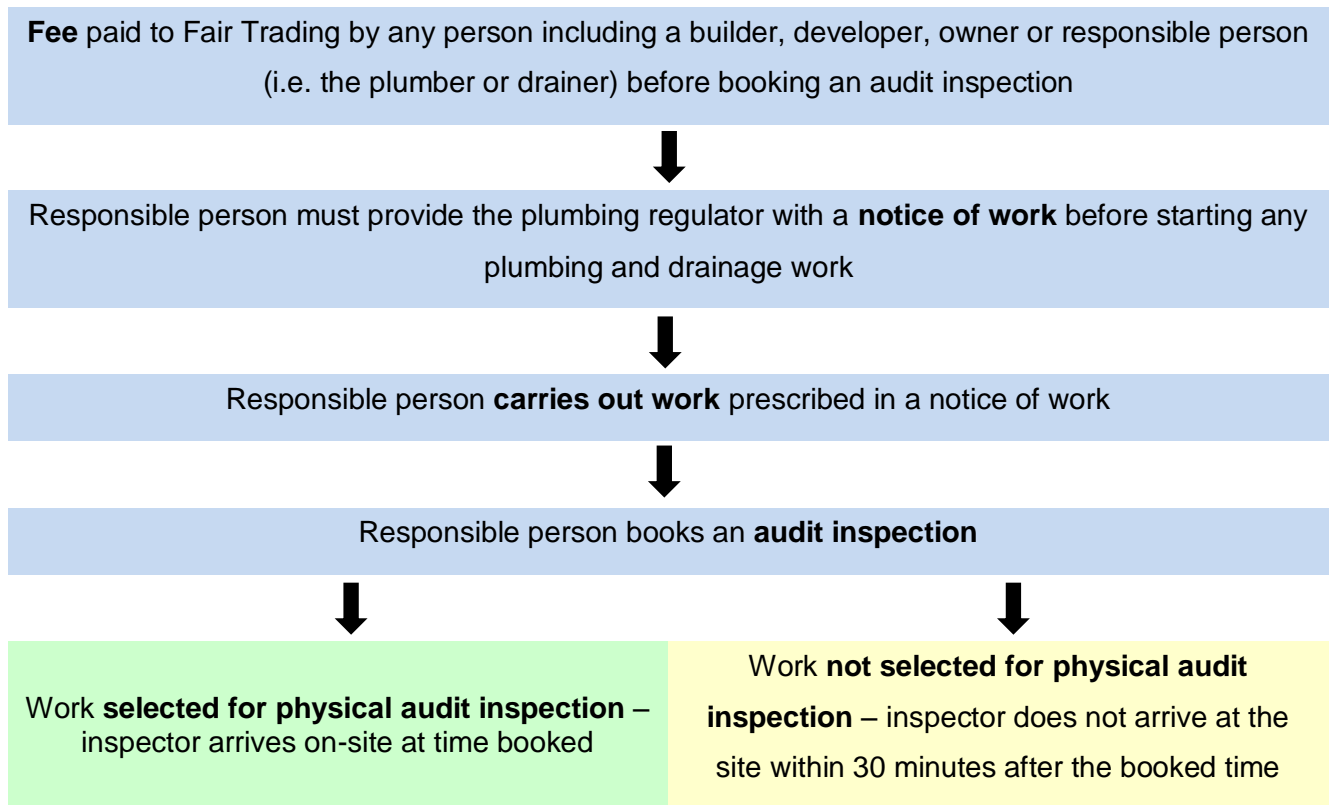 Fee paid to Fair Trading by any person including a builder, developer, owner or responsible person
(i.e. the plumber or drainer) before booking an audit inspection
Responsible person must provide the plumbing regulator with a notice of work before starting any
plumbing and drainage work
Responsible person carries out work prescribed in a notice of work
Responsible person books an audit inspection
Work selected for physical audit inspection –
inspector arrives on-site at time booked
Work not selected for physical audit
inspection – inspector does not arrive at the
site within 30 minutes after the booked time